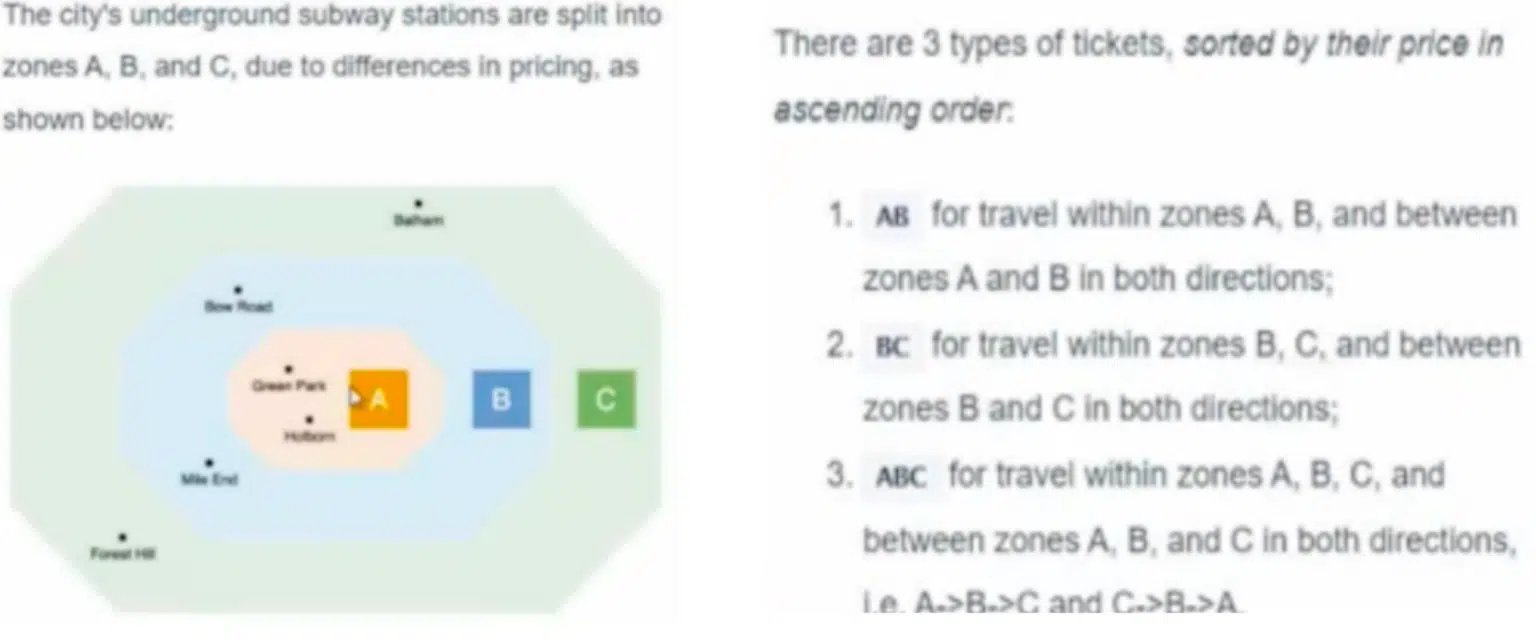 The city's underground subway stations are split into
zones A, B, and C, due to differences in pricing, as
shown below:
Balham
Bow Road
Green Park
A
B
C
Holborn
Mile End
Forest Hill
There are 3 types of tickets, sorted by their price in
ascending order:
1. AB for travel within zones A, B, and between
zones A and B in both directions;
2. BC for travel within zones B, C, and between
zones B and C in both directions;
3. ABC for travel within zones A, B, C, and
between zones A, B, and C in both directions,
i.e. A->B->C and C->B->A.